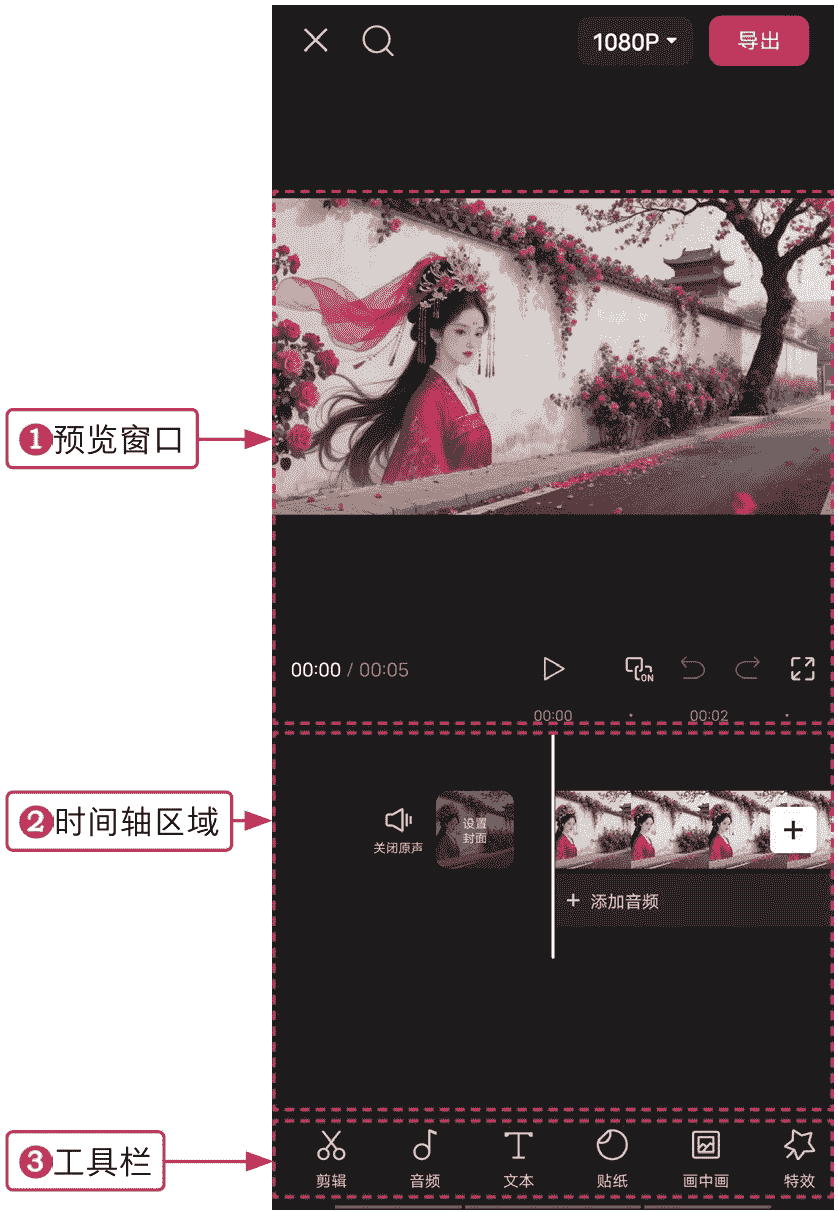 1080P
导出
❶预览窗口
00:00 / 00:05
ON
00:00
00:02
❷时间轴区域
关闭原声
设置
封面
+
+ 添加音频
❸工具栏
剪辑
音频
文本
贴纸
画中画
特效